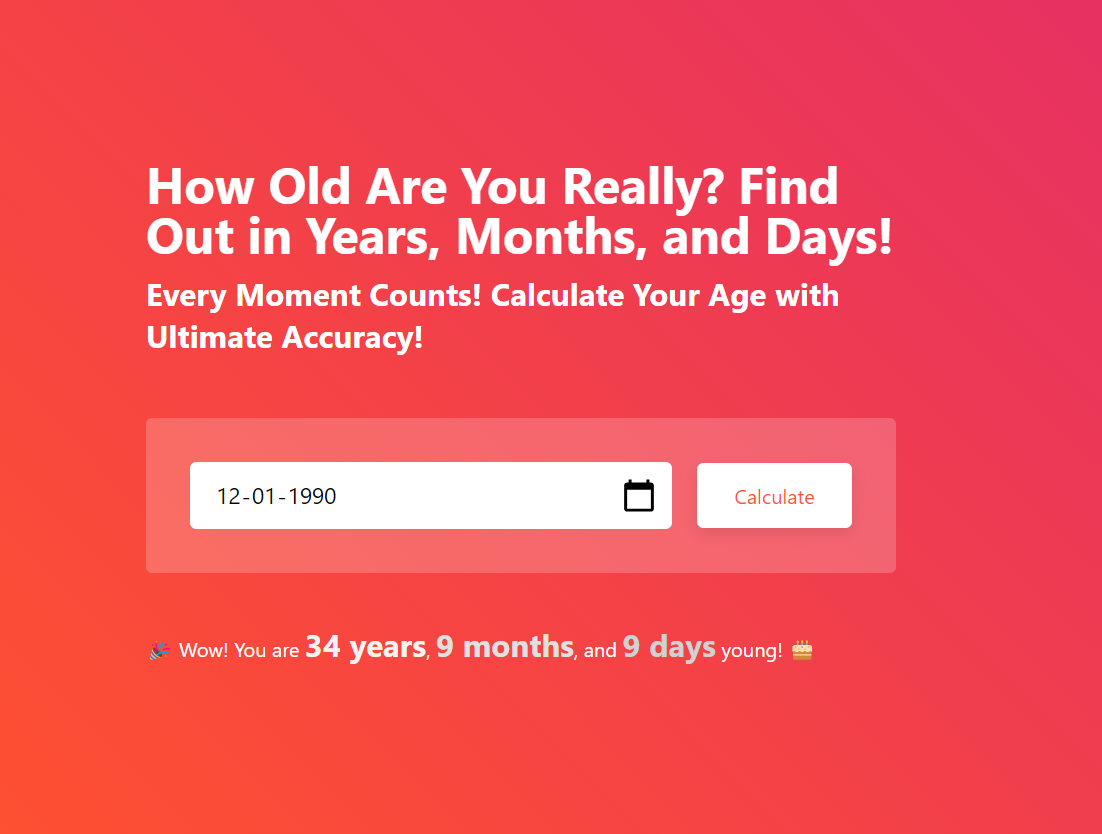 How Old Are You Really? Find
Out in Years, Months, and Days!
Every Moment Counts! Calculate Your Age with
Ultimate Accuracy!
12-01-1990
Calculate
🎉 Wow! You are 34 years, 9 months, and 9 days young! 🎂